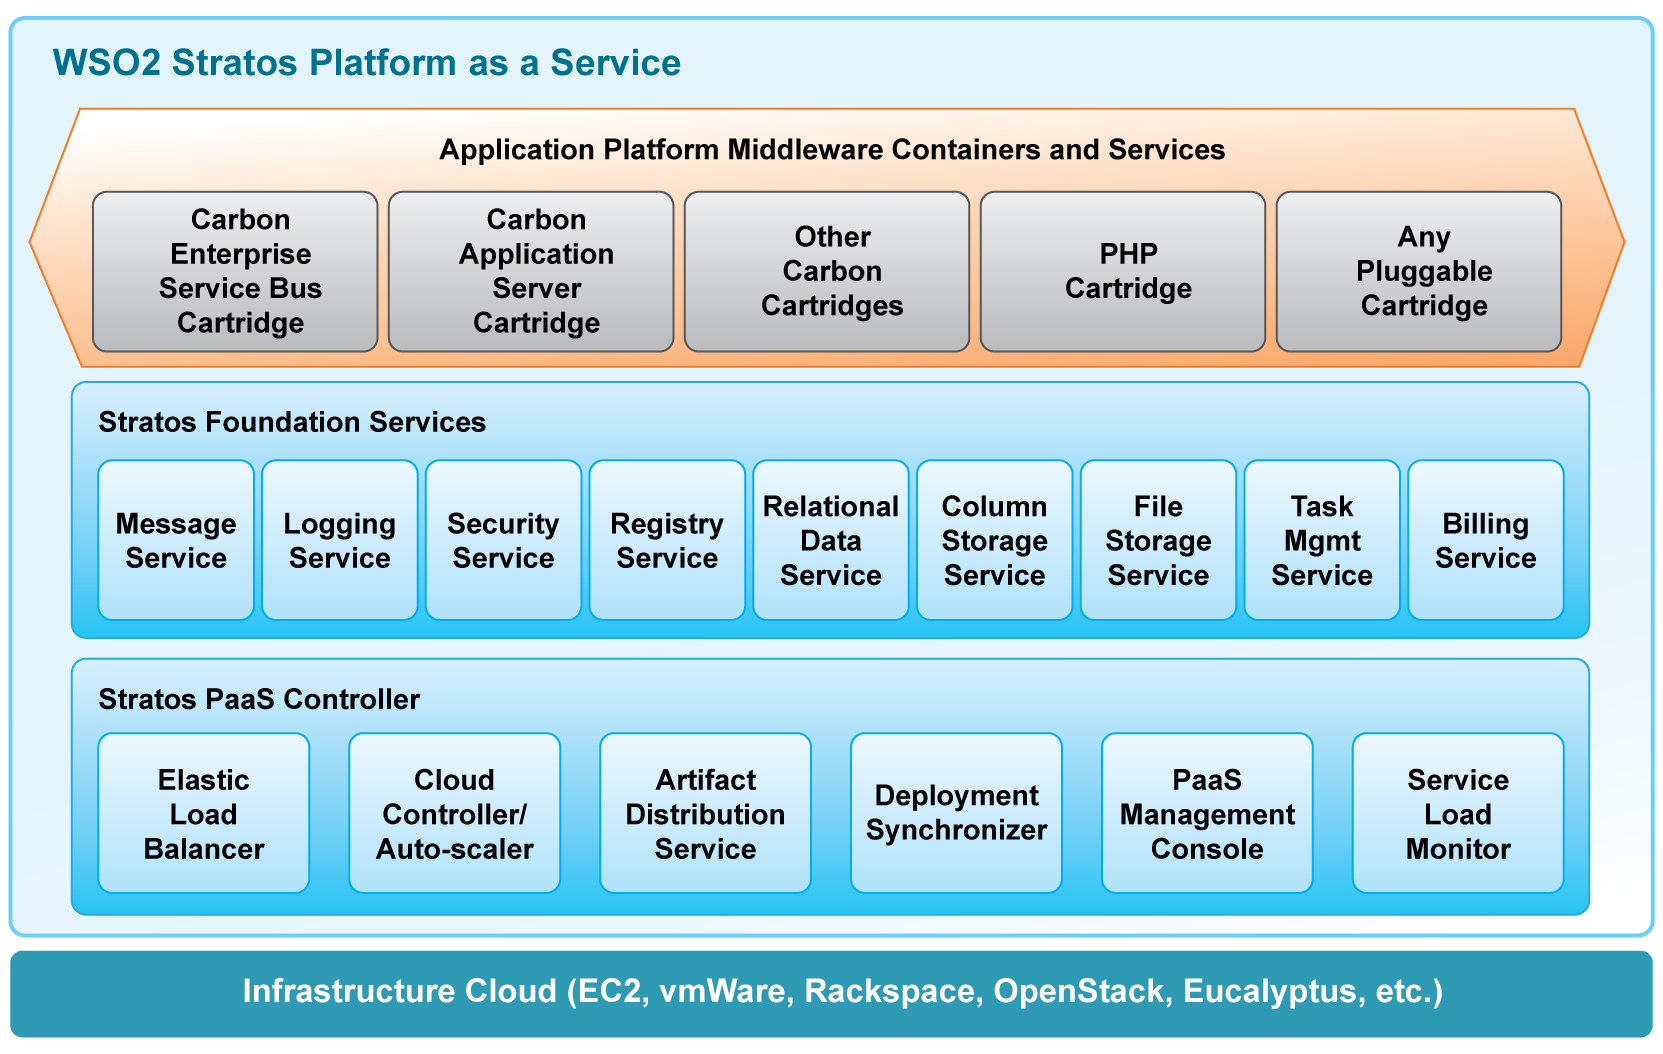 WSO2 Stratos Platform as a Service
Application Platform Middleware Containers and Services
Carbon
Enterprise
Service Bus
Cartridge
Carbon
Application
Server
Cartridge
Other
Carbon
Cartridges
PHP
Cartridge
Any
Pluggable
Cartridge
Stratos Foundation Services
Message
Service
Logging
Service
Security
Service
Registry
Service
Relational
Data
Service
Column
Storage
Service
File
Storage
Service
Task
Mgmt
Service
Billing
Service
Stratos PaaS Controller
Elastic
Load
Balancer
Cloud
Controller/
Auto-scaler
Artifact
Distribution
Service
Deployment
Synchronizer
PaaS
Management
Console
Service
Load
Monitor
Infrastructure Cloud (EC2, vmWare, Rackspace, OpenStack, Eucalyptus, etc.)